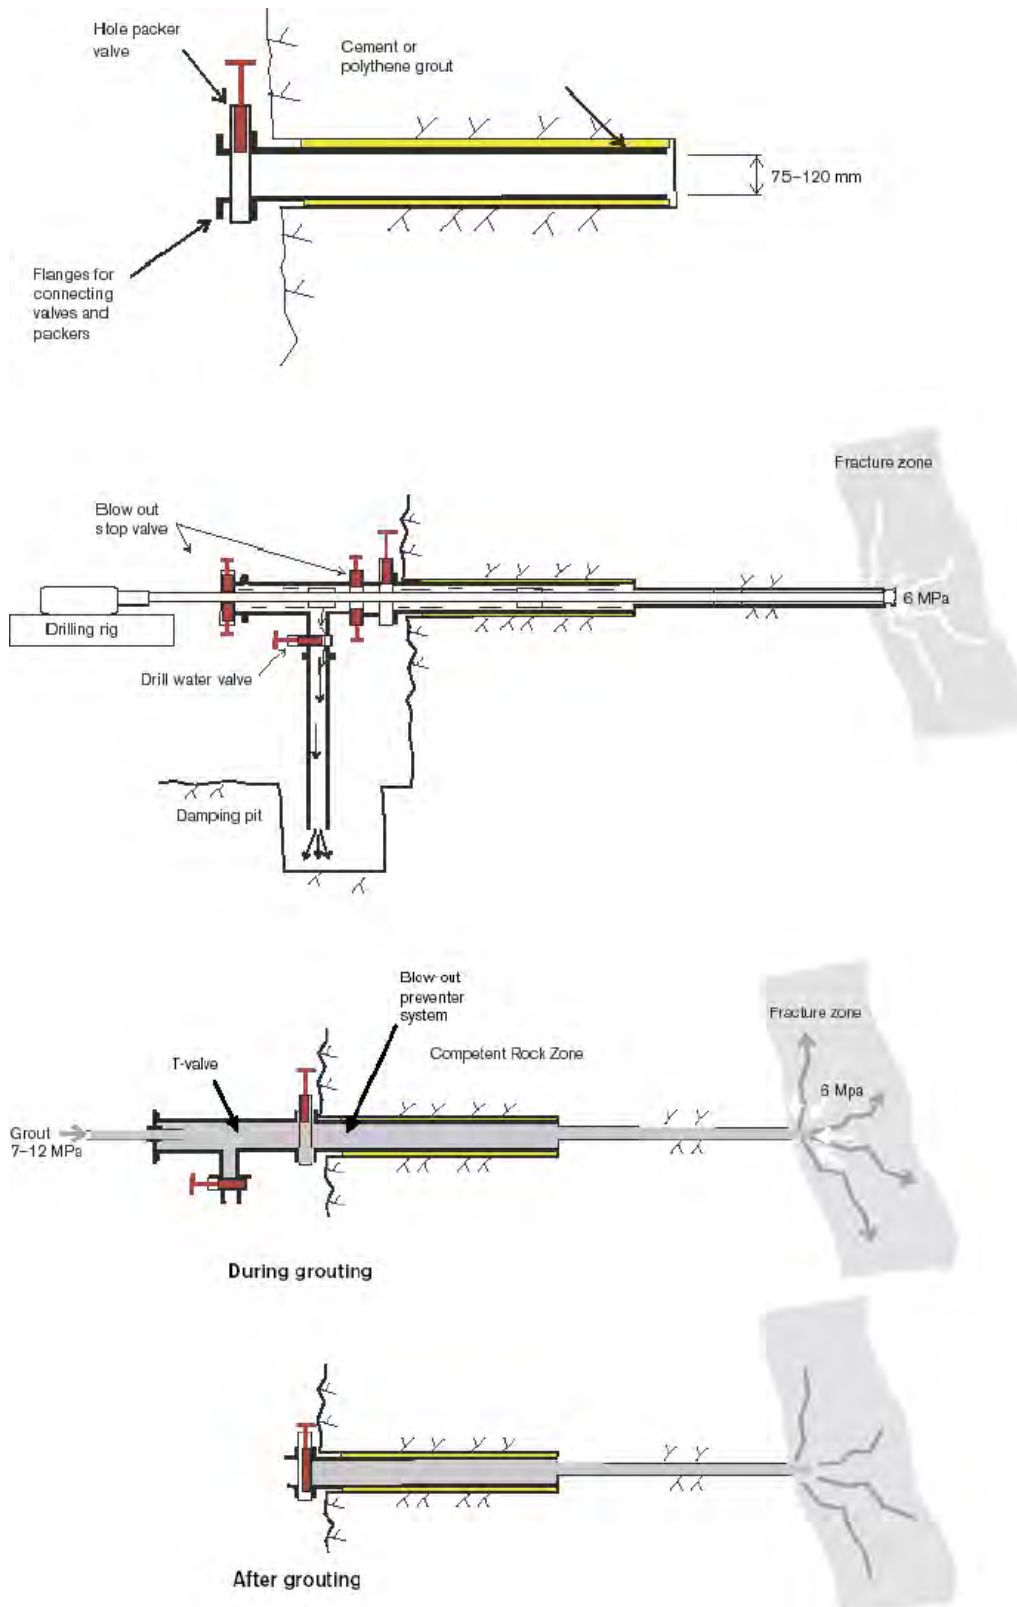 Hole packer
valve
Cement or
polythene grout
75–120 mm
Flanges for
connecting
valves and
packers
Fracture zone
Blow out
stop valve
6 MPa
Drilling rig
Drill water valve
Damping pit
Blow-out
preventer
system
Fracture zone
Competent Rock Zone
T-valve
6 Mpa
Grout
7–12 MPa
During grouting
After grouting